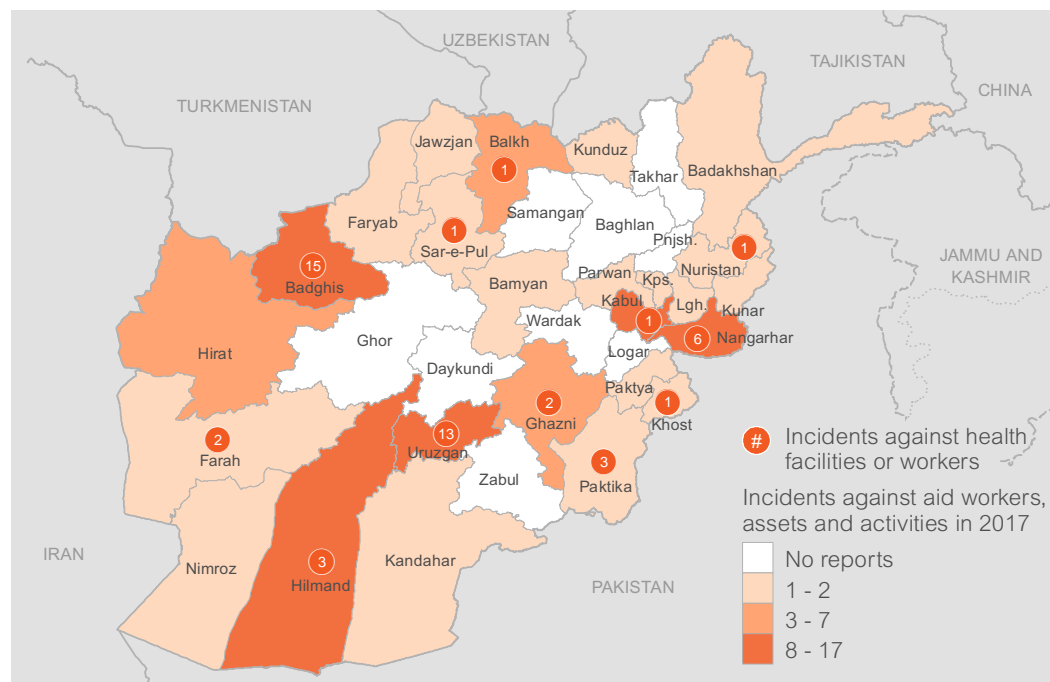 UZBEKISTAN
TAJIKISTAN
CHINA
TURKMENISTAN
Jawzjan
Balkh
Kunduz
1
Takhar
Badakhshan
Faryab
1
Samangan
Baghlan
Sar-e-Pul
Pnjsh.
1
JAMMU AND
KASHMIR
15
Badghis
Bamyan
Parwan
Kps.
Nuristan
Kabul
Lgh.
Kunar
Wardak
1
6
Nangarhar
Ghor
Hirat
Logar
Daykundi
Paktya
2
Ghazni
1
Khost
2
Farah
13
Uruzgan
3
Paktika
Zabul
# Incidents against health
facilities or workers
Incidents against aid workers,
assets and activities in 2017
No reports
1 - 2
3 - 7
8 - 17
IRAN
Nimroz
3
Hilmand
Kandahar
PAKISTAN